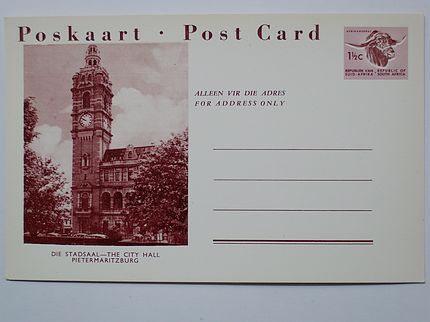 Poskaart · Post Card
AFRIKANERBUL
1½c
REPUBLIEK VAN REPUBLIC OF
SUID-AFRIKA SOUTH AFRICA
ALLEEN VIR DIE ADRES
FOR ADDRESS ONLY
DIE STADSAAL—THE CITY HALL
PIETERMARITZBURG